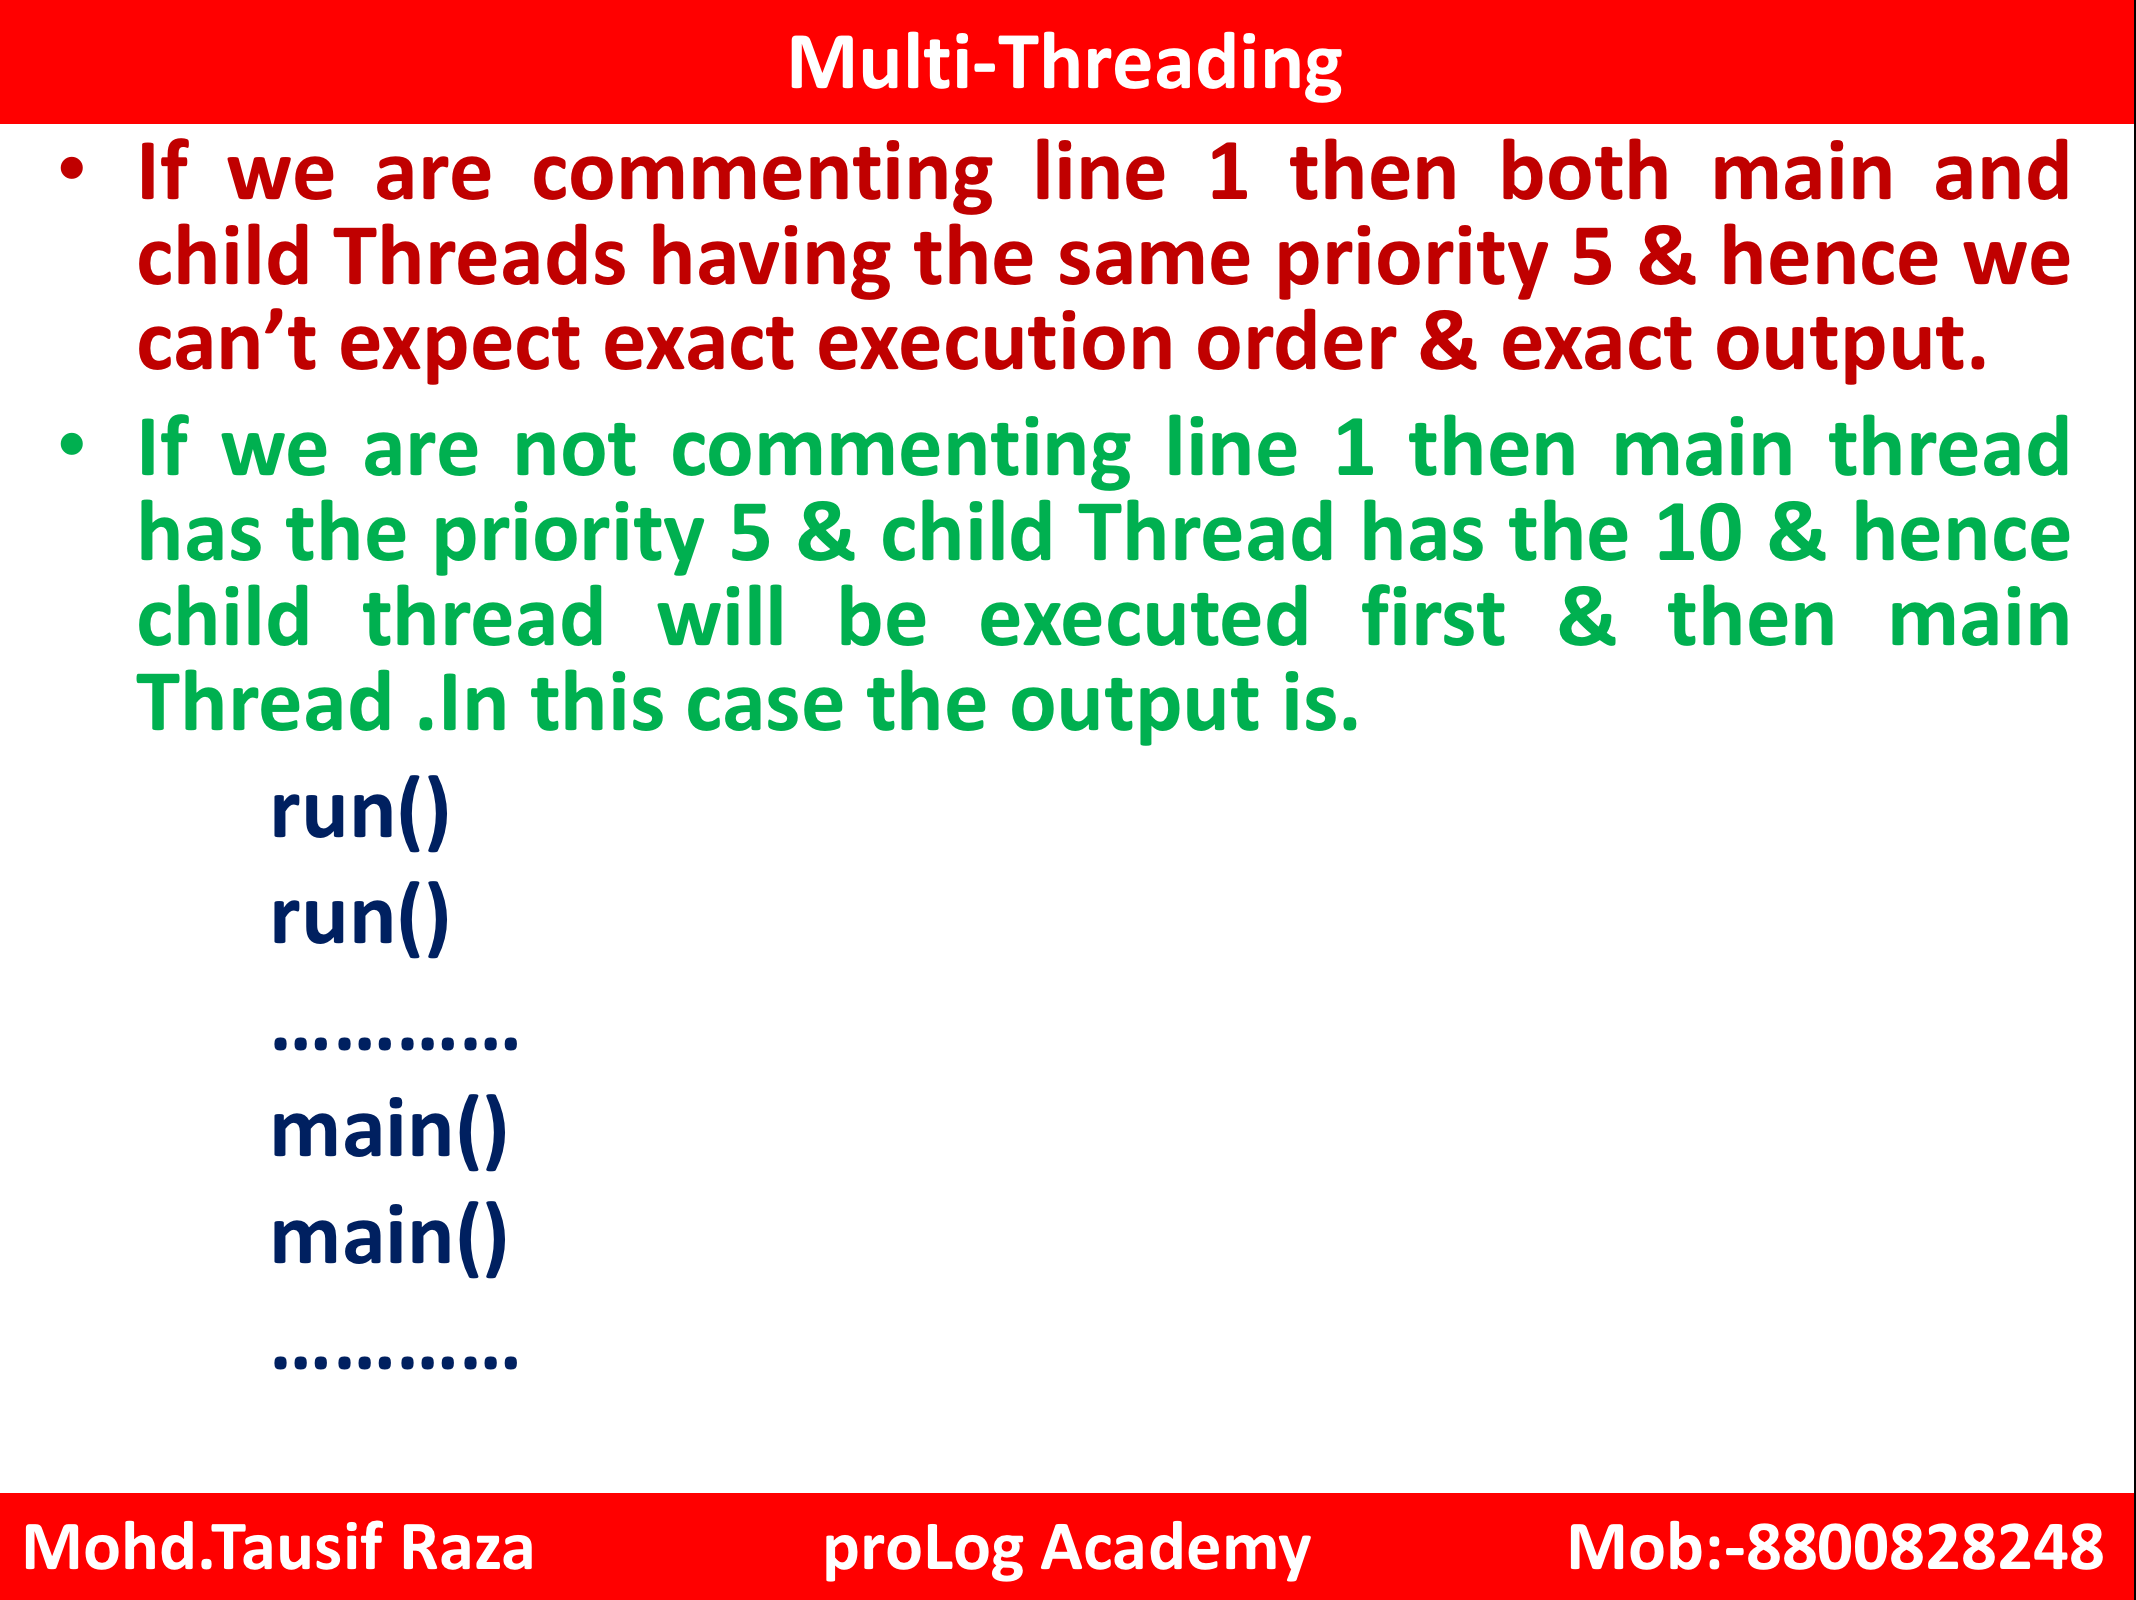 Multi-Threading
• If we are commenting line 1 then both main and
child Threads having the same priority 5 & hence we
can’t expect exact execution order & exact output.
• If we are not commenting line 1 then main thread
has the priority 5 & child Thread has the 10 & hence
child thread will be executed first & then main
Thread .In this case the output is.
run()
run()
…………
main()
main()
…………
Mohd.Tausif Raza proLog Academy Mob:-8800828248